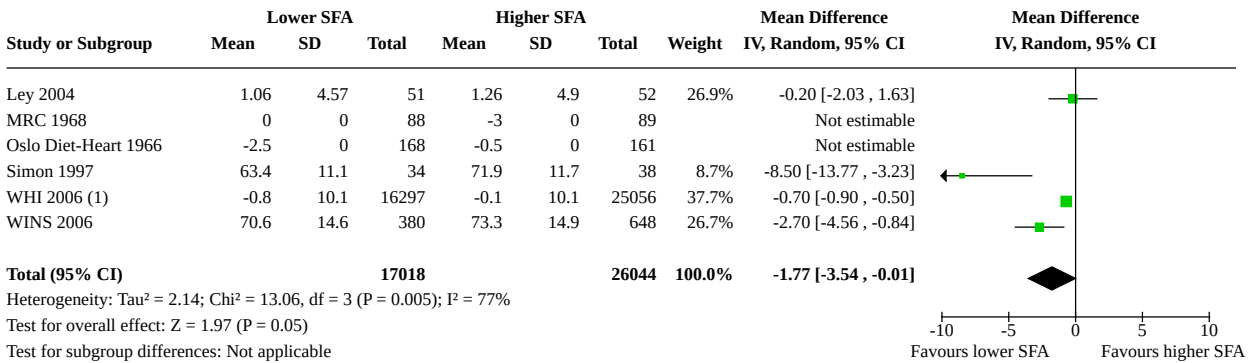 Lower SFA Higher SFA Mean Difference Mean Difference
Study or Subgroup Mean SD Total Mean SD Total Weight IV, Random, 95% CI IV, Random, 95% CI
Ley 2004 1.06 4.57 51 1.26 4.9 52 26.9% -0.20 [-2.03 , 1.63]
MRC 1968 0 0 88 -3 0 89 Not estimable
Oslo Diet-Heart 1966 -2.5 0 168 -0.5 0 161 Not estimable
Simon 1997 63.4 11.1 34 71.9 11.7 38 8.7% -8.50 [-13.77 , -3.23]
WHI 2006 (1) -0.8 10.1 16297 -0.1 10.1 25056 37.7% -0.70 [-0.90 , -0.50]
WINS 2006 70.6 14.6 380 73.3 14.9 648 26.7% -2.70 [-4.56 , -0.84]
Total (95% CI) 17018 26044 100.0% -1.77 [-3.54 , -0.01]
Heterogeneity: Tau² = 2.14; Chi² = 13.06, df = 3 (P = 0.005); I² = 77%
Test for overall effect: Z = 1.97 (P = 0.05)
Test for subgroup differences: Not applicable
-10 -5 0 5 10
Favours lower SFA Favours higher SFA